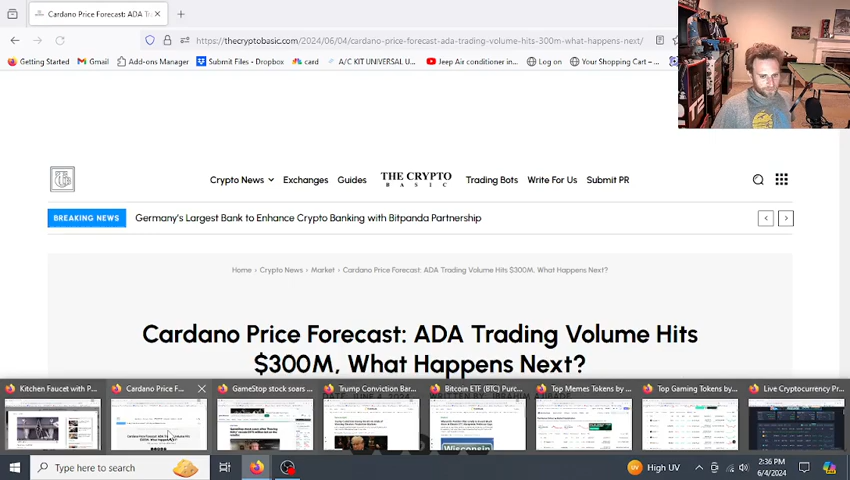 Cardano Price Forecast: ADA Tra
https://thecryptobasic.com/2024/06/04/cardano-price-forecast-ada-trading-volume-hits-300m-what-happens-next/
Getting Started Gmail Add-ons Manager Submit Files - Dropbox card A/C KIT UNIVERSAL U... Jeep Air conditioner in... Log on Your Shopping Cart - ...
Crypto News Exchanges Guides THE CRYPTO BASIC Trading Bots Write For Us Submit PR
BREAKING NEWS Germany's Largest Bank to Enhance Crypto Banking with Bitpanda Partnership
Home › Crypto News › Market › Cardano Price Forecast: ADA Trading Volume Hits $300M, What Happens Next?
Cardano Price Forecast: ADA Trading Volume Hits
$300M, What Happens Next?
Kitchen Faucet with P... Cardano Price F... GameStop stock soars ... Trump Conviction Bar... Bitcoin ETF (BTC) Purc... Top Memes Tokens by ... Top Gaming Tokens by... Live Cryptocurrency Pr...
Wisconsin
Type here to search High UV 2:36 PM
6/4/2024